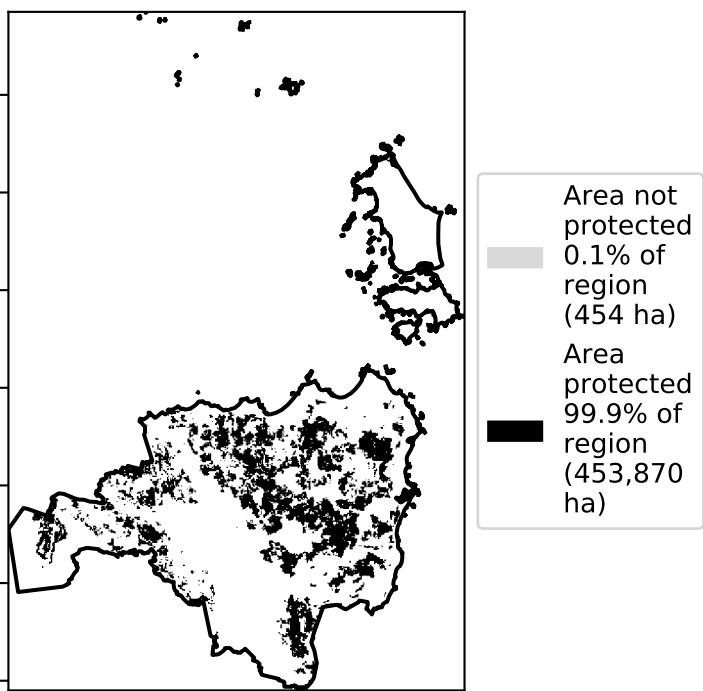 Area not
protected
0.1% of
region
(454 ha)
Area
protected
99.9% of
region
(453,870
ha)